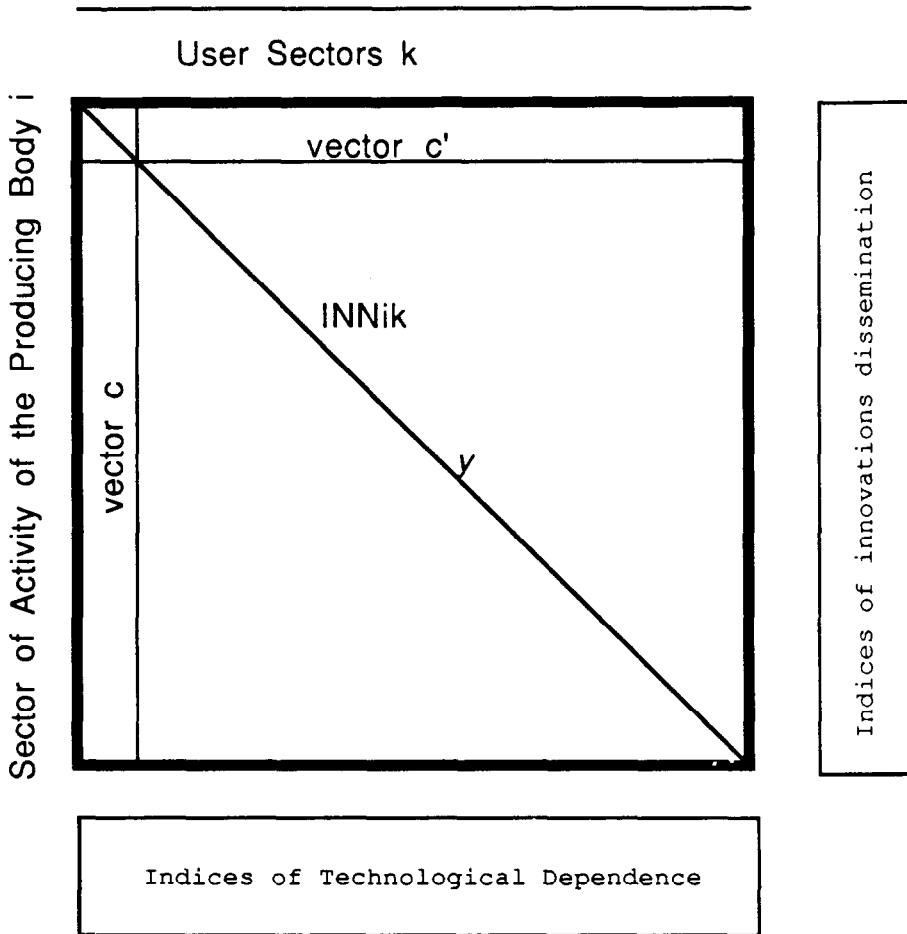 User Sectors k
Sector of Activity of the Producing Body i
vector c'
INNik
vector c
y
Indices of innovations dissemination
Indices of Technological Dependence